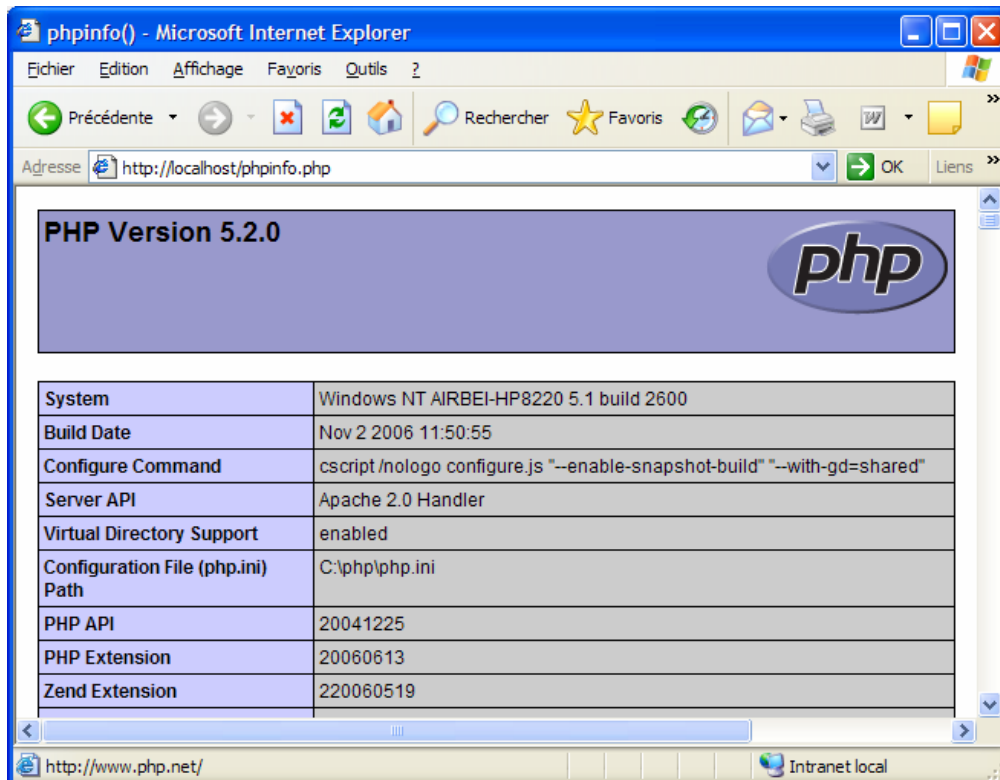 phpinfo() - Microsoft Internet Explorer
Fichier Edition Affichage Favoris Outils ?
Précédente Rechercher Favoris W »
Adresse http://localhost/phpinfo.php OK Liens »
PHP Version 5.2.0
php
System Windows NT AIRBEI-HP8220 5.1 build 2600
Build Date Nov 2 2006 11:50:55
Configure Command cscript /nologo configure.js "--enable-snapshot-build" "--with-gd=shared"
Server API Apache 2.0 Handler
Virtual Directory Support enabled
Configuration File (php.ini) C:\php\php.ini
Path
PHP API 20041225
PHP Extension 20060613
Zend Extension 220060519
http://www.php.net/ Intranet local